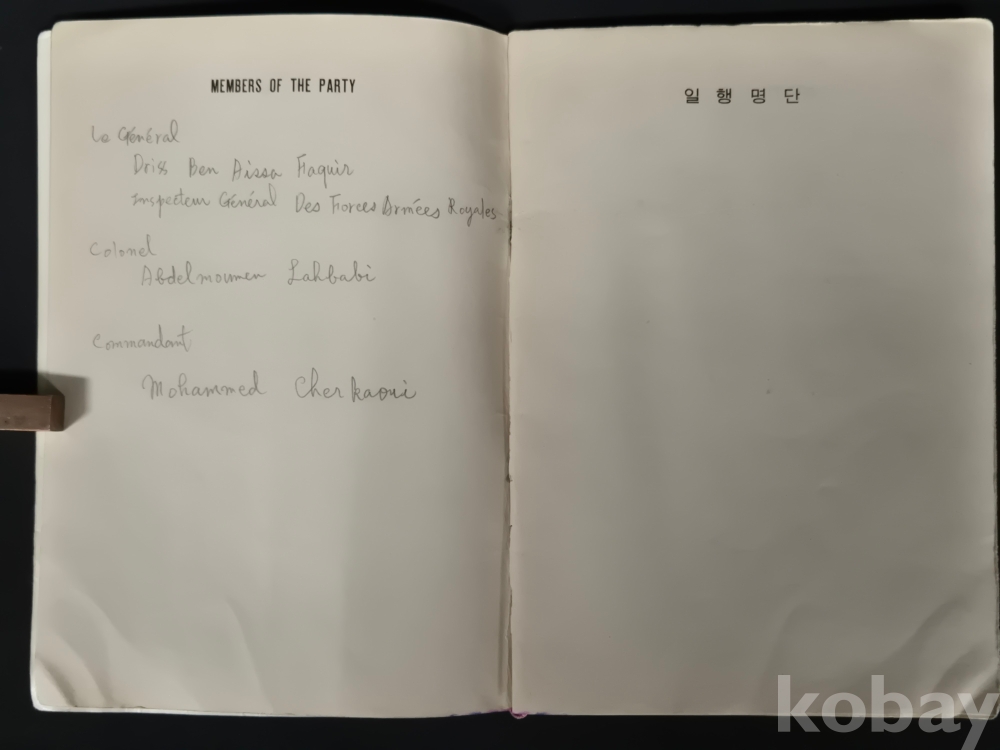 MEMBERS OF THE PARTY
Le Général
Driss Ben Aissa Faquir
Inspecteur Général Des Forces Armées Royales
Colonel
Abdelmoumen Lahbabi
Commandant
Mohammed Cherkaoui
일 행 명 단
kobay